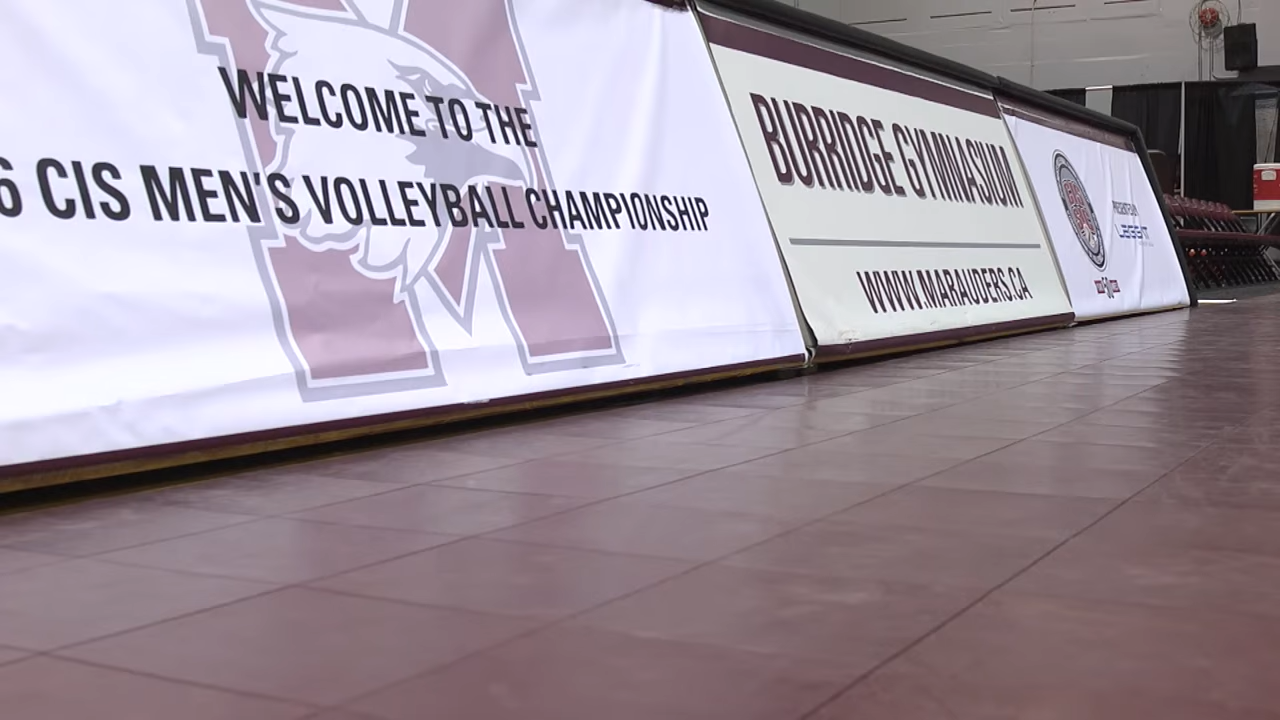 WELCOME TO THE
6 CIS MEN'S VOLLEYBALL CHAMPIONSHIP
BURRIDGE GYMNASIUM
WWW.MARAUDERS.CA